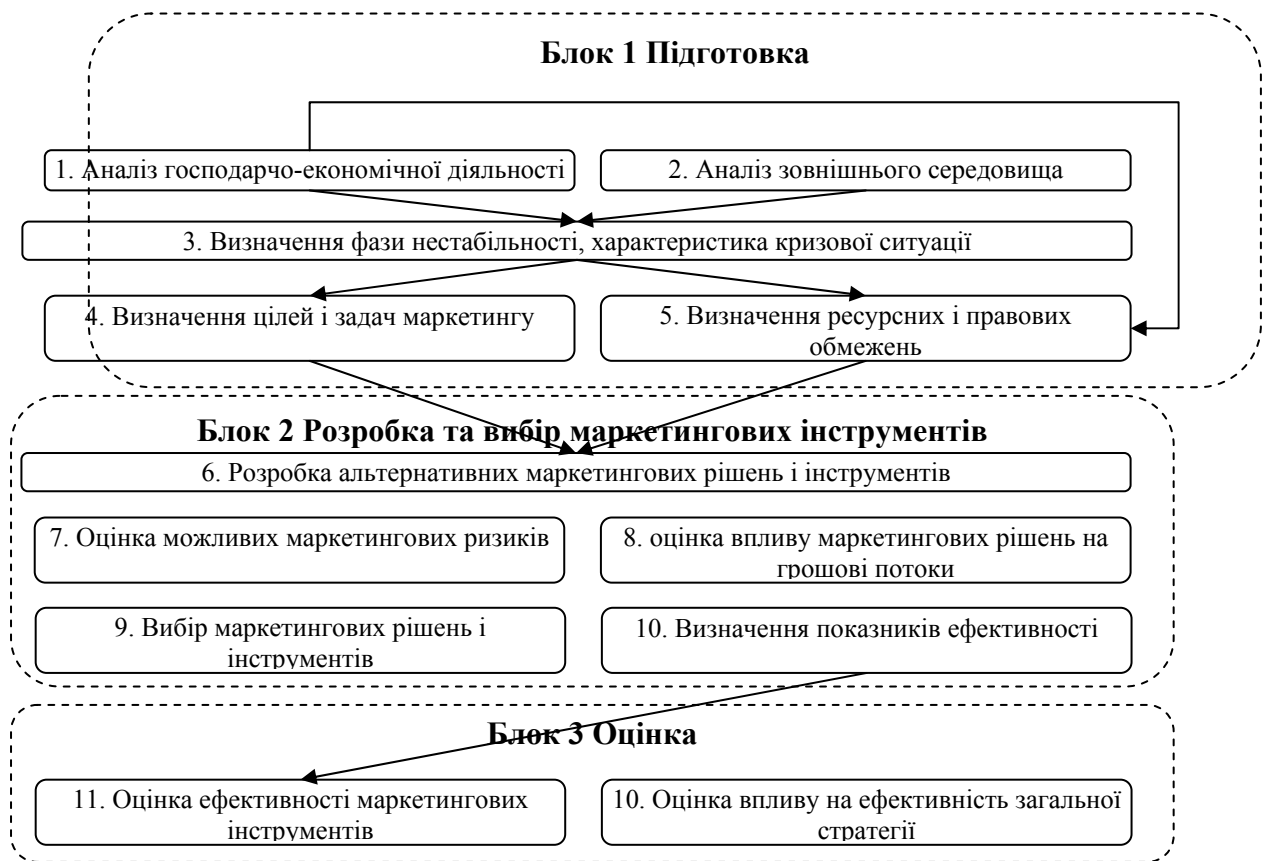 Блок 1 Підготовка
1. Аналіз господарчо-економічної діяльності
2. Аналіз зовнішнього середовища
3. Визначення фази нестабільності, характеристика кризової ситуації
4. Визначення цілей і задач маркетингу
5. Визначення ресурсних і правових
обмежень
Блок 2 Розробка та вибір маркетингових інструментів
6. Розробка альтернативних маркетингових рішень і інструментів
7. Оцінка можливих маркетингових ризиків
8. оцінка впливу маркетингових рішень на
грошові потоки
9. Вибір маркетингових рішень і
інструментів
10. Визначення показників ефективності
Блок 3 Оцінка
11. Оцінка ефективності маркетингових
інструментів
10. Оцінка впливу на ефективність загальної
стратегії